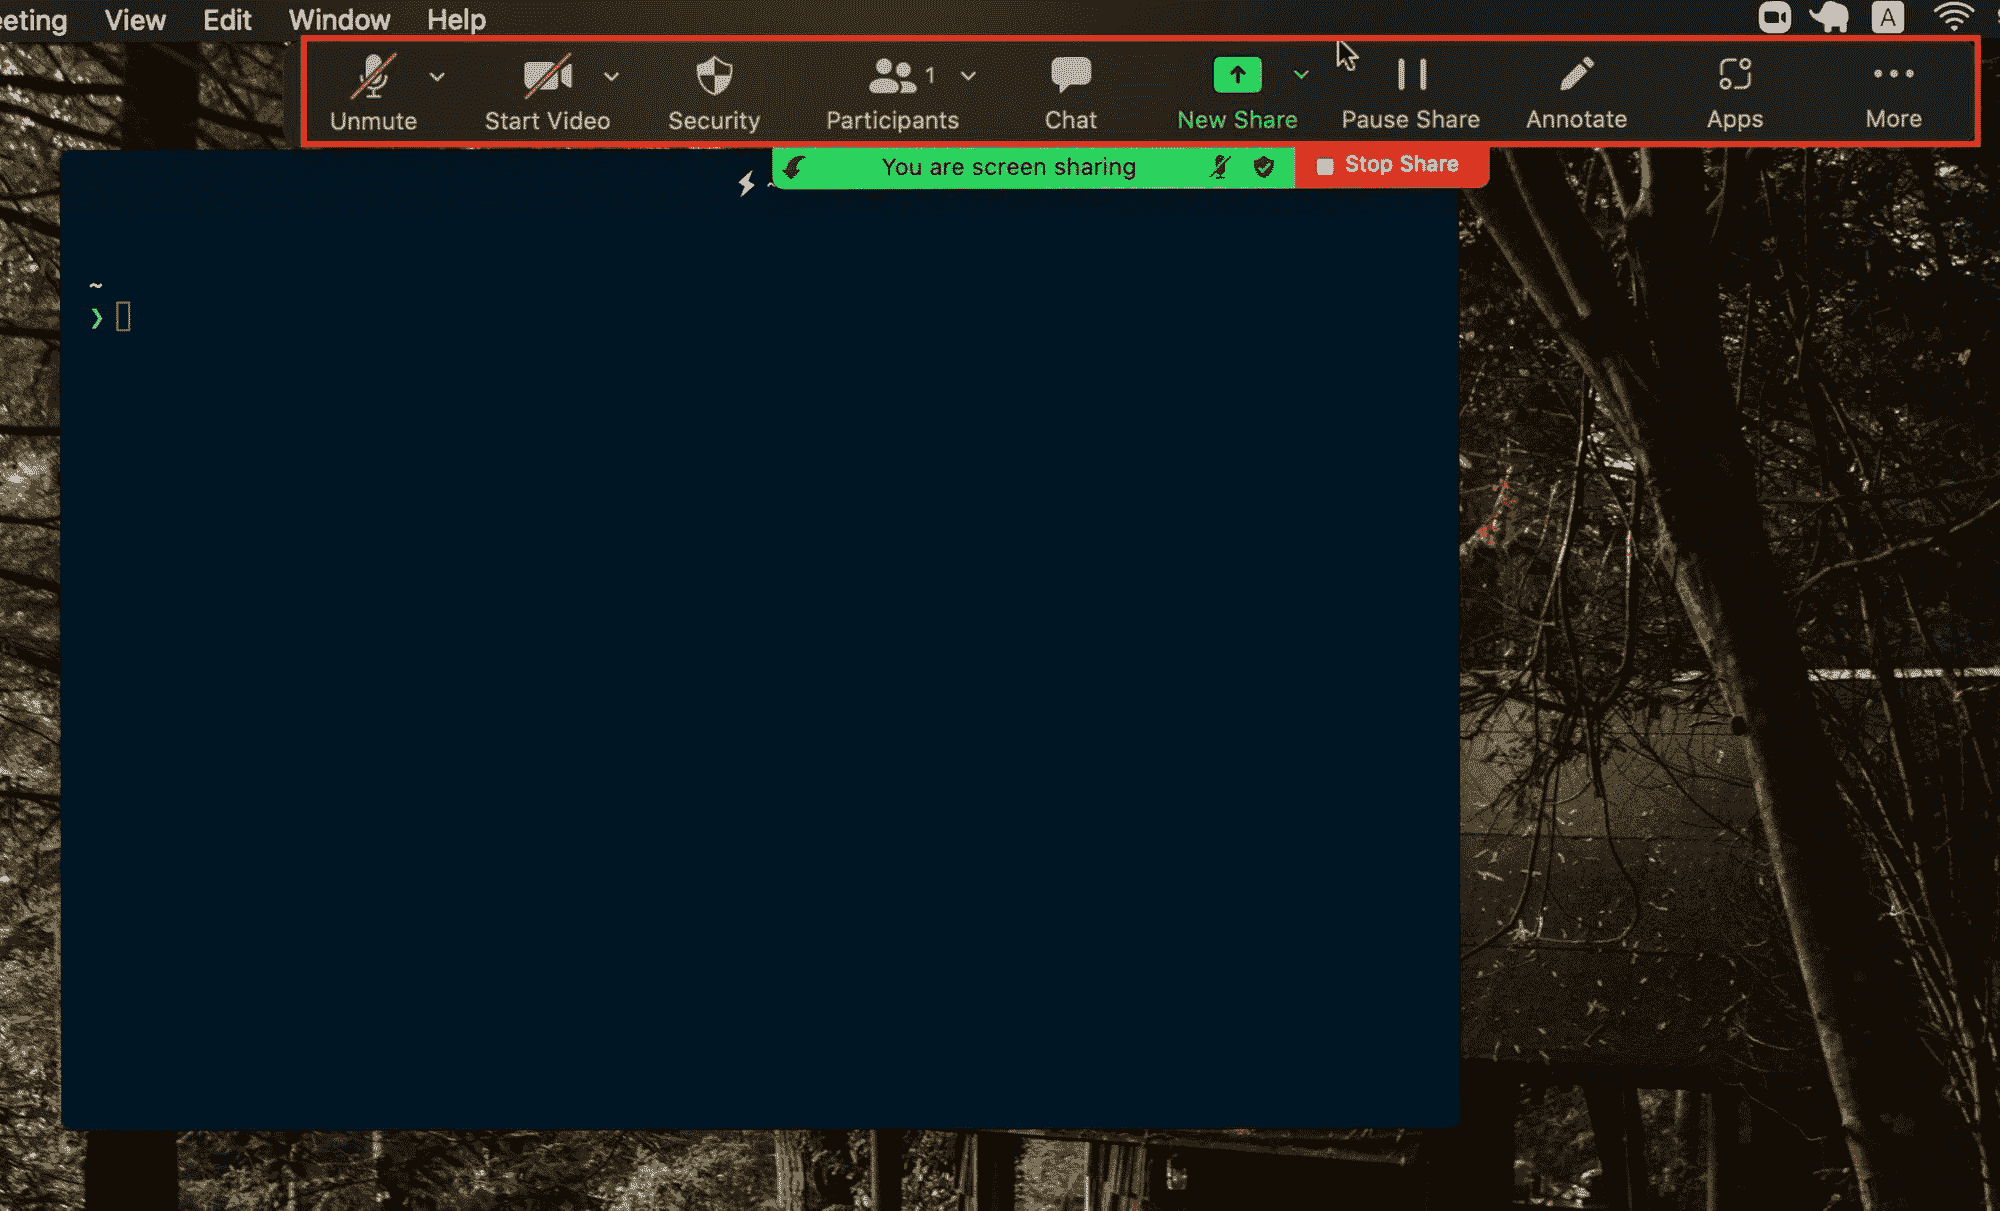 eeting View Edit Window Help A
Unmute Start Video Security Participants 1 Chat New Share Pause Share Annotate Apps More
You are screen sharing Stop Share
~
~
❯